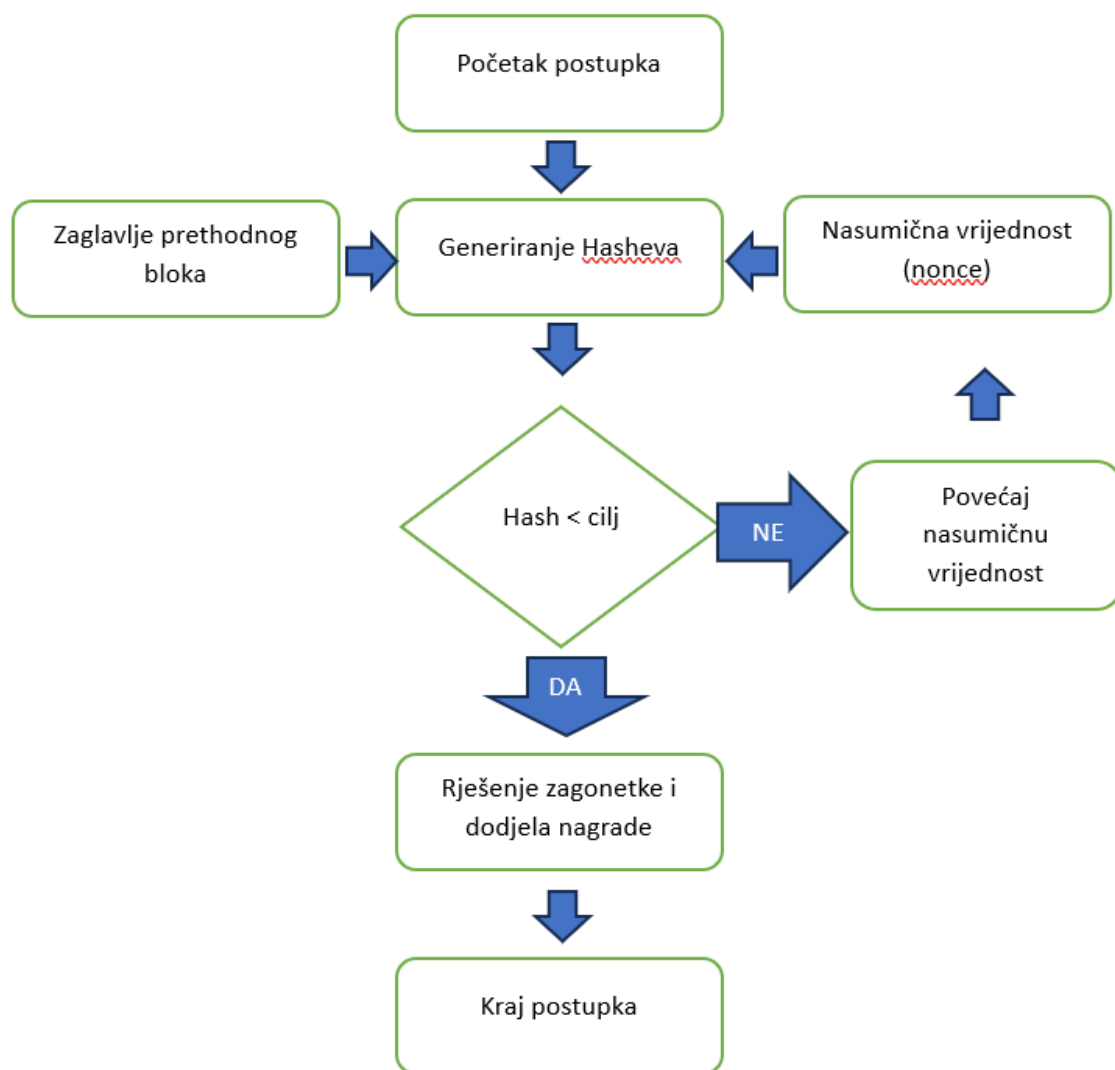 Početak postupka
Zaglavlje prethodnog
bloka
Generiranje Hasheva
Nasumična vrijednost
(nonce)
Hash < cilj
NE
Povećaj
nasumičnu
vrijednost
DA
Rješenje zagonetke i
dodjela nagrade
Kraj postupka